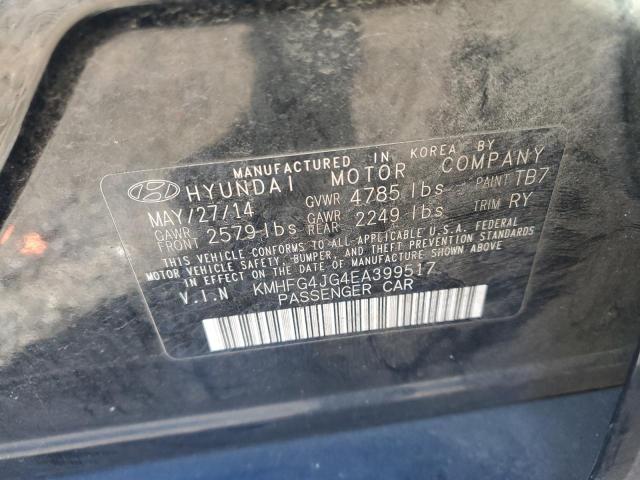 MANUFACTURED IN KOREA BY
HYUNDAI MOTOR COMPANY
MAY/27/14 GVWR 4785 lbs PAINT TB7
GAWR FRONT 2579 lbs GAWR REAR 2249 lbs TRIM RY
THIS VEHICLE CONFORMS TO ALL APPLICABLE U.S.A. FEDERAL
MOTOR VEHICLE SAFETY, BUMPER, AND THEFT STANDARDS
IN EFFECT ON THE DATE OF MANUFACTURE SHOWN ABOVE.
V.I.N KMHFG4JG4EA399517
PASSENGER CAR